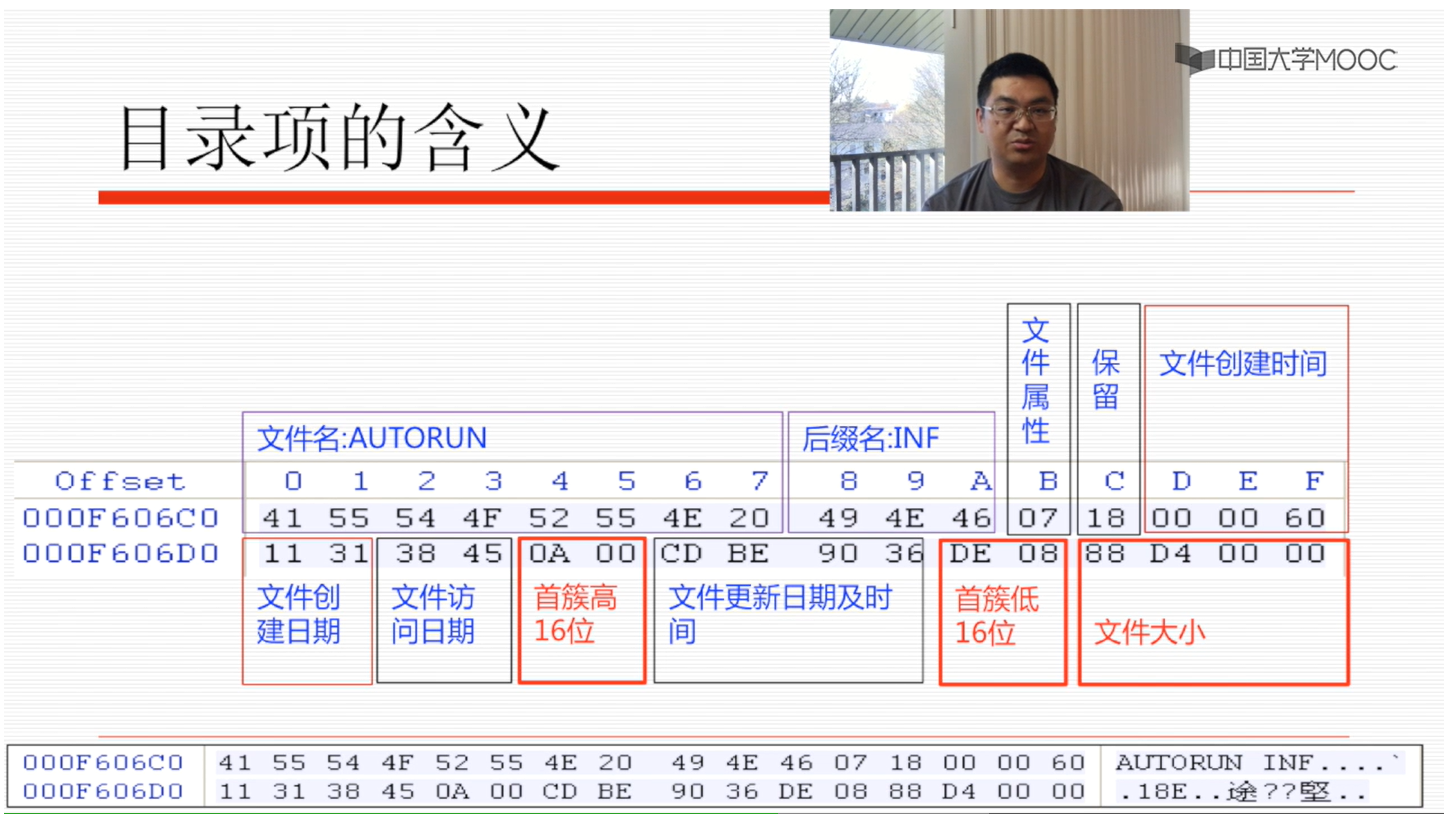 中国大学MOOC
目录项的含义
文件属性
保留
文件创建时间
文件名:AUTORUN
后缀名:INF
Offset 0 1 2 3 4 5 6 7 8 9 A B C D E F
000F606C0 41 55 54 4F 52 55 4E 20 49 4E 46 07 18 00 00 60
000F606D0 11 31 38 45 0A 00 CD BE 90 36 DE 08 88 D4 00 00
文件创
建日期
文件访
问日期
首簇高
16位
文件更新日期及时
间
首簇低
16位
文件大小
000F606C0 41 55 54 4F 52 55 4E 20 49 4E 46 07 18 00 00 60 AUTORUN INF....`
000F606D0 11 31 38 45 0A 00 CD BE 90 36 DE 08 88 D4 00 00 .18E..途??堅..